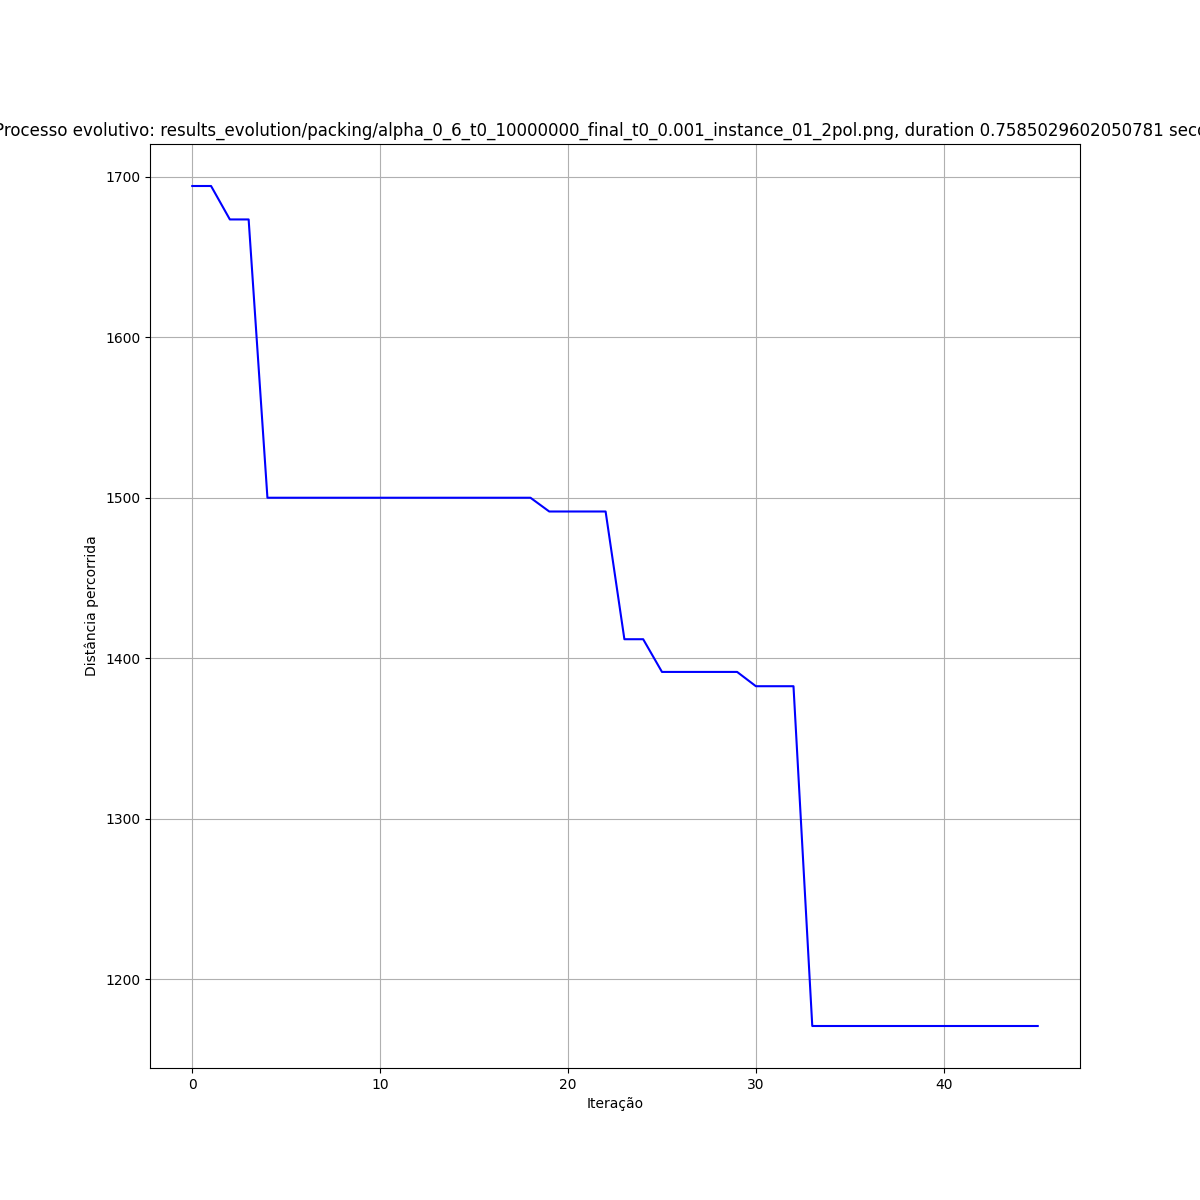 Processo evolutivo: results_evolution/packing/alpha_0_6_t0_10000000_final_t0_0.001_instance_01_2pol.png, duration 0.7585029602050781 seco
1700
1600
1500
1400
1300
1200
Distância percorrida
0 10 20 30 40
Iteração